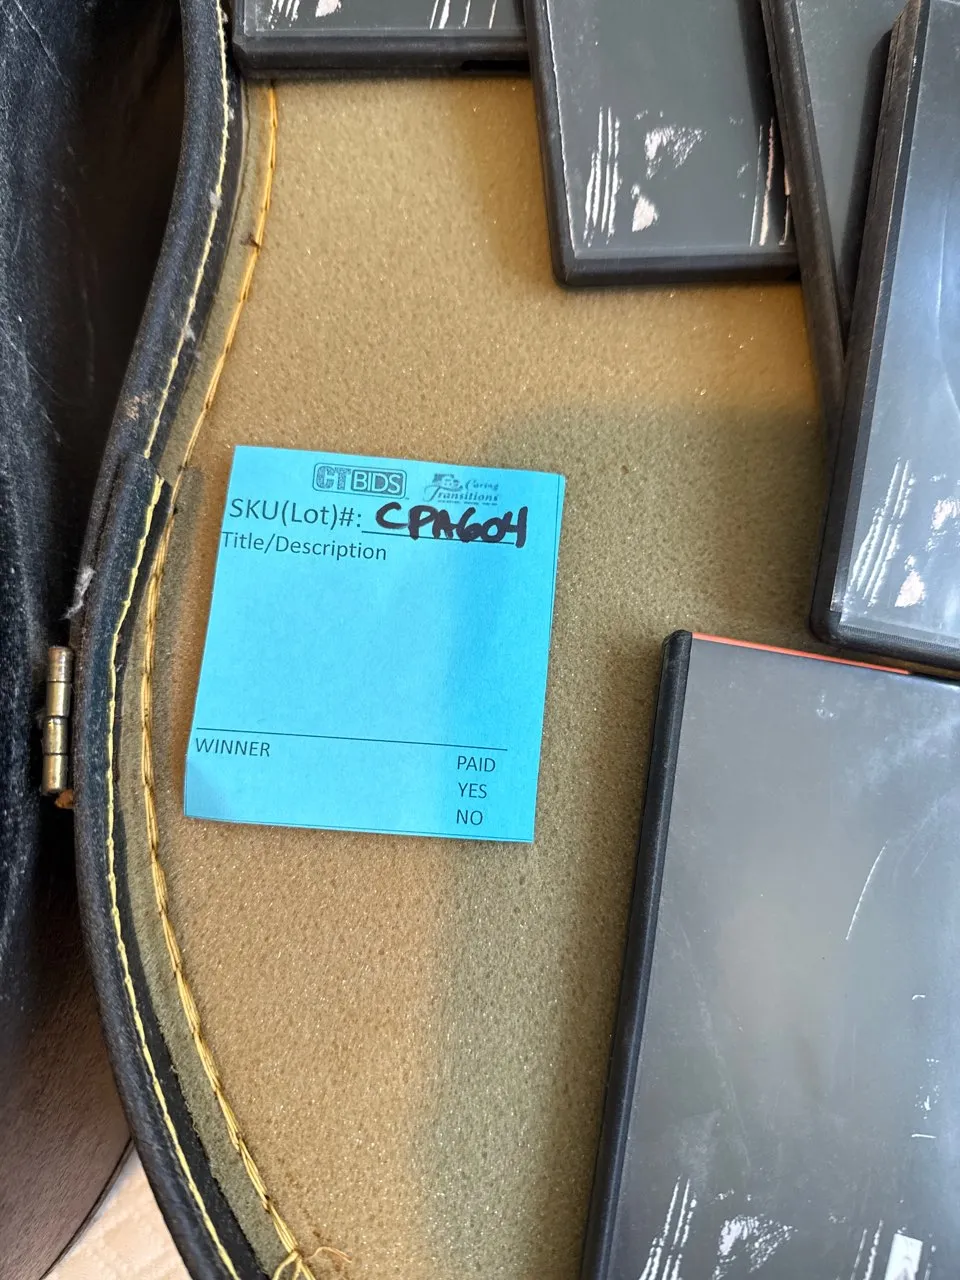 CTBIDS Caring Transitions
SKU(Lot)#: CPA604
Title/Description
WINNER
PAID
YES
NO